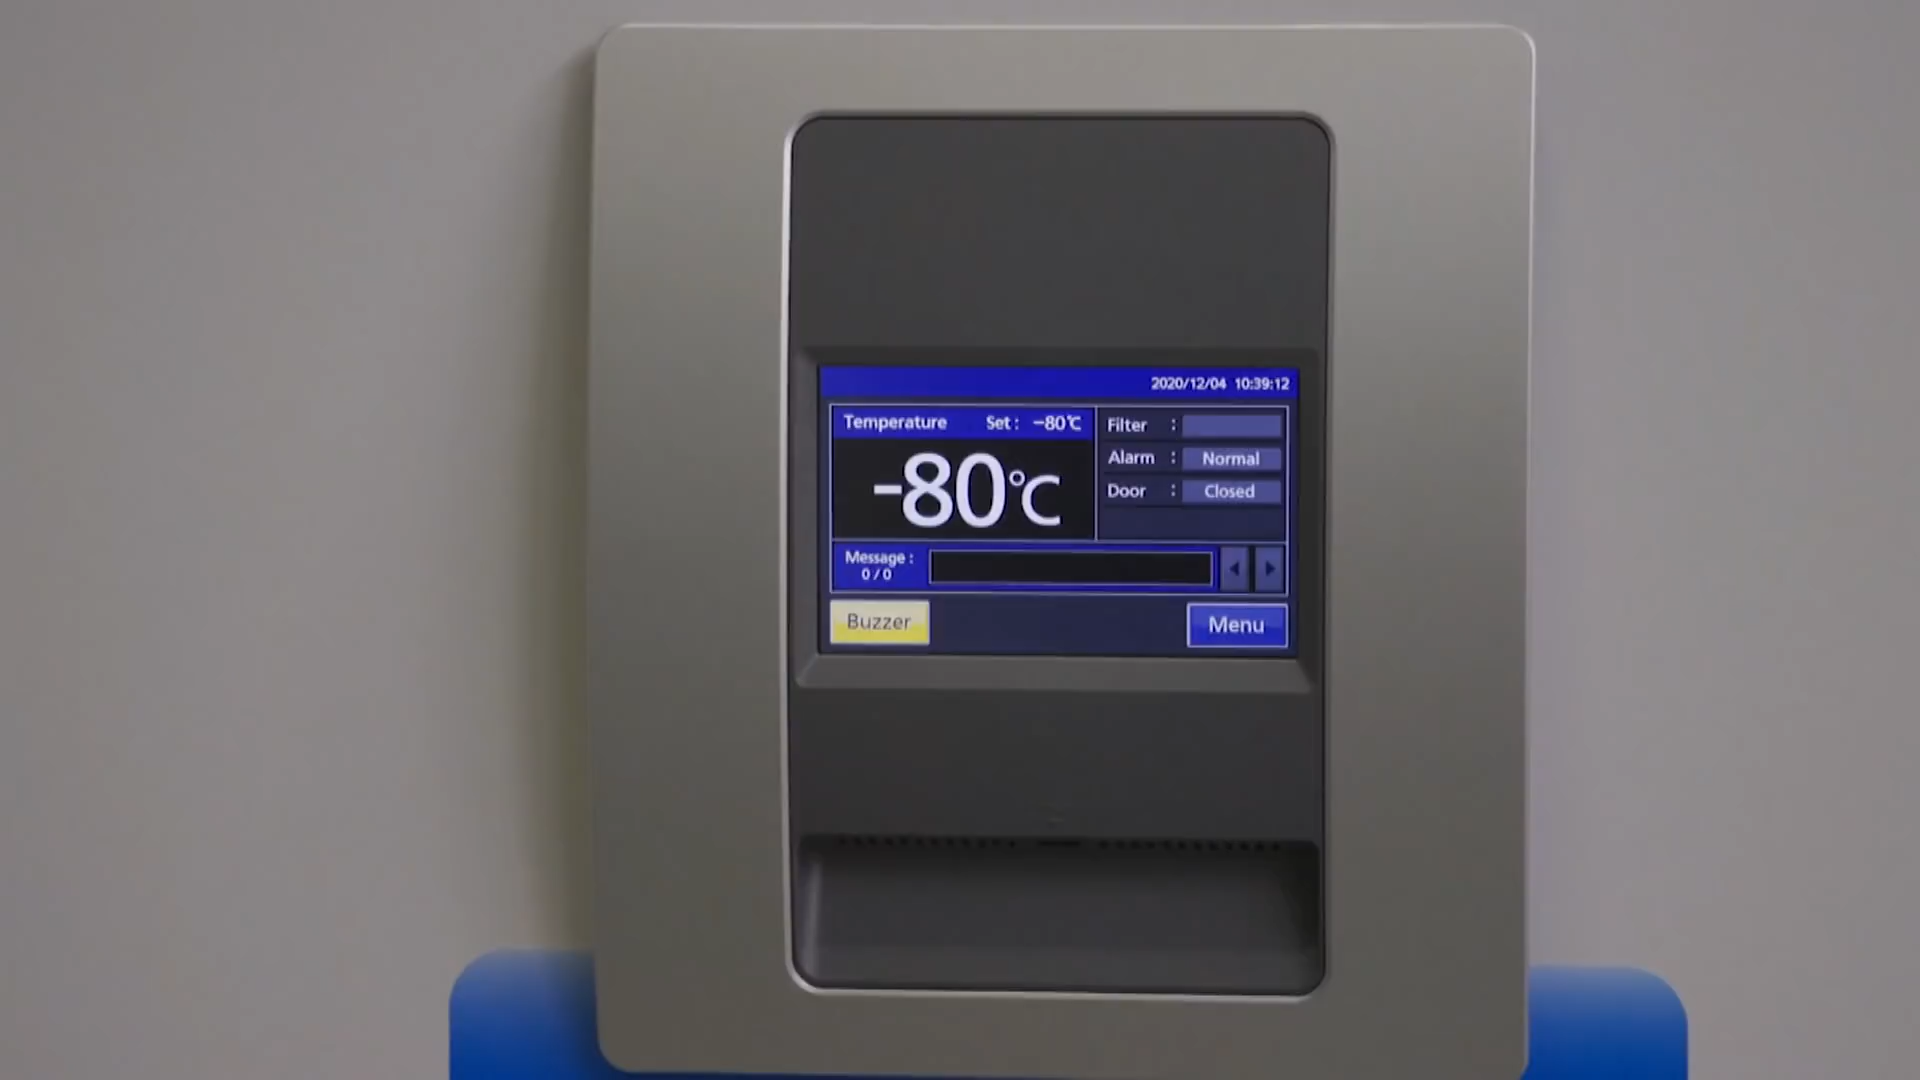 2020/12/04 10:39:12
Temperature Set : -80℃
-80℃
Filter :
Alarm : Normal
Door : Closed
Message :
0 / 0
Buzzer
Menu